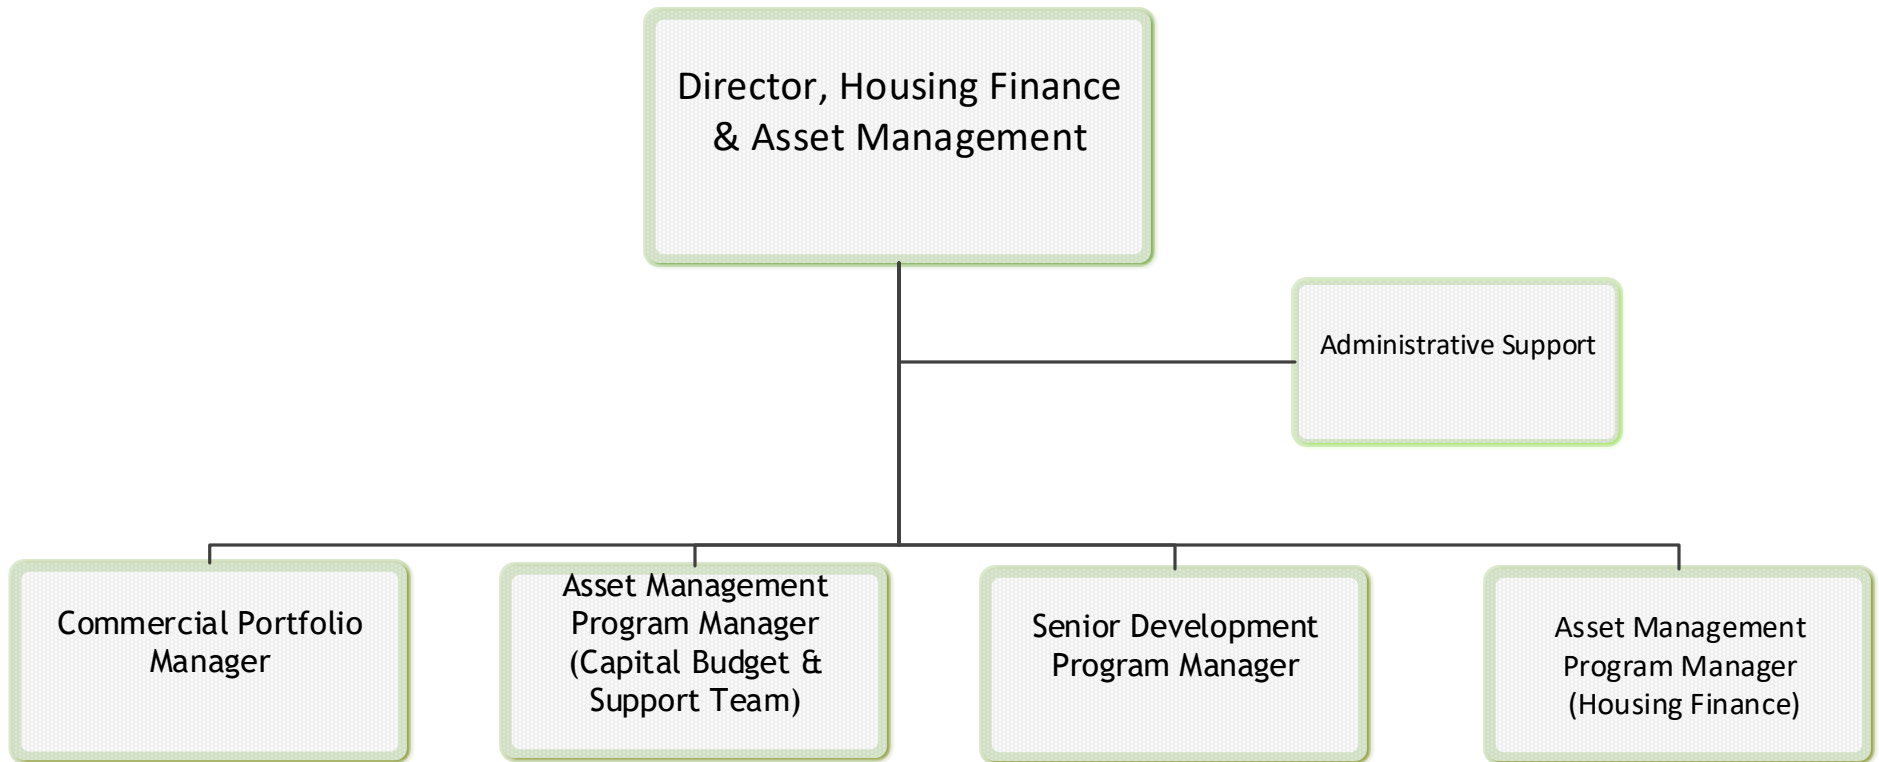 Director, Housing Finance
& Asset Management
Administrative Support
Commercial Portfolio
Manager
Asset Management
Program Manager
(Capital Budget &
Support Team)
Senior Development
Program Manager
Asset Management
Program Manager
(Housing Finance)